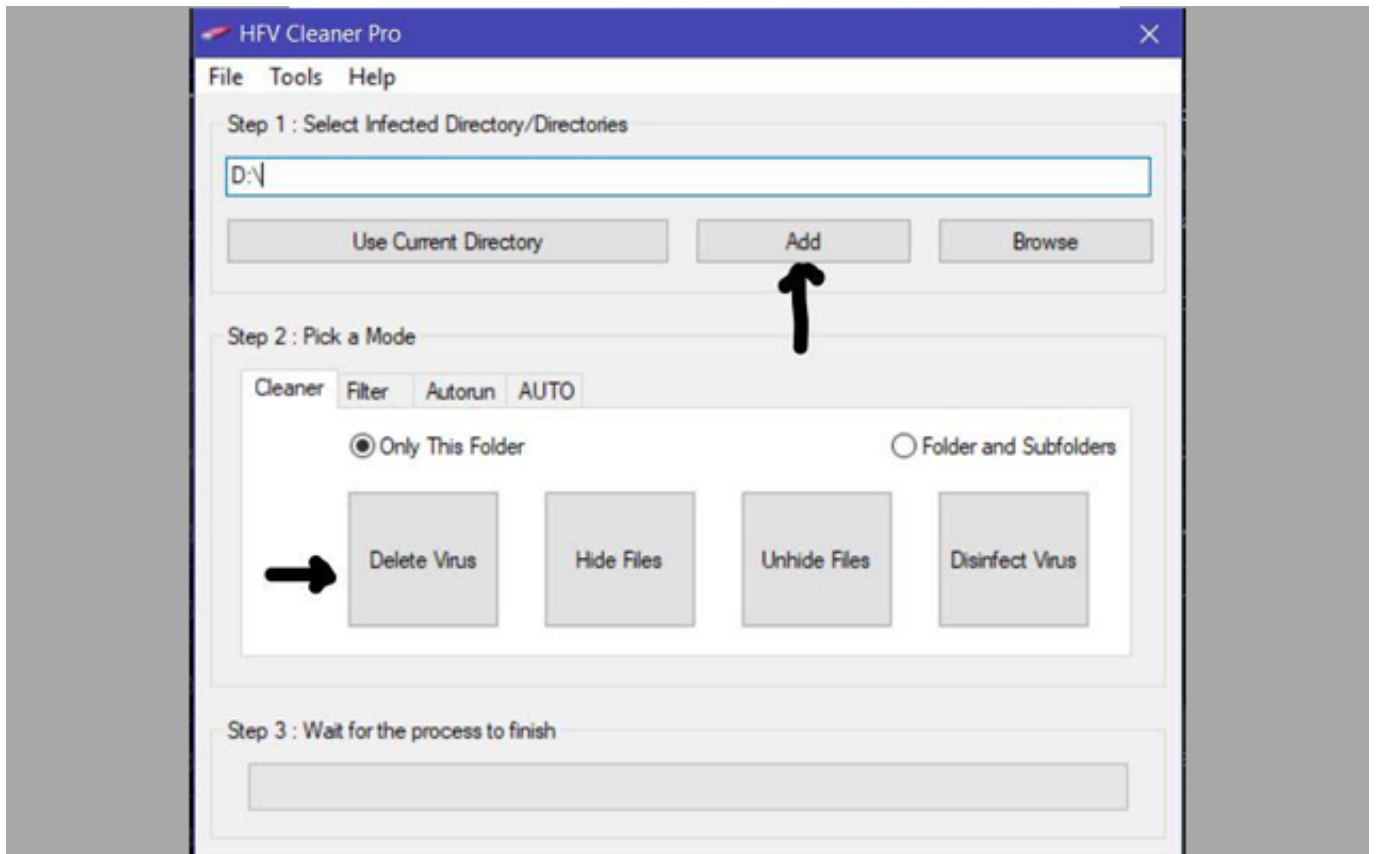 HFV Cleaner Pro
File Tools Help
Step 1 : Select Infected Directory/Directories
D:\
Use Current Directory Add Browse
Step 2 : Pick a Mode
Cleaner Filter Autorun AUTO
Only This Folder Folder and Subfolders
Delete Virus Hide Files Unhide Files Disinfect Virus
Step 3 : Wait for the process to finish